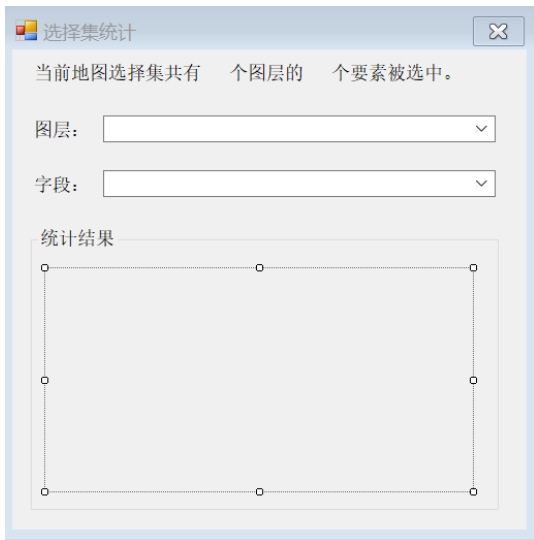 选择集统计
当前地图选择集共有 个图层的 个要素被选中。
图层：
字段：
统计结果